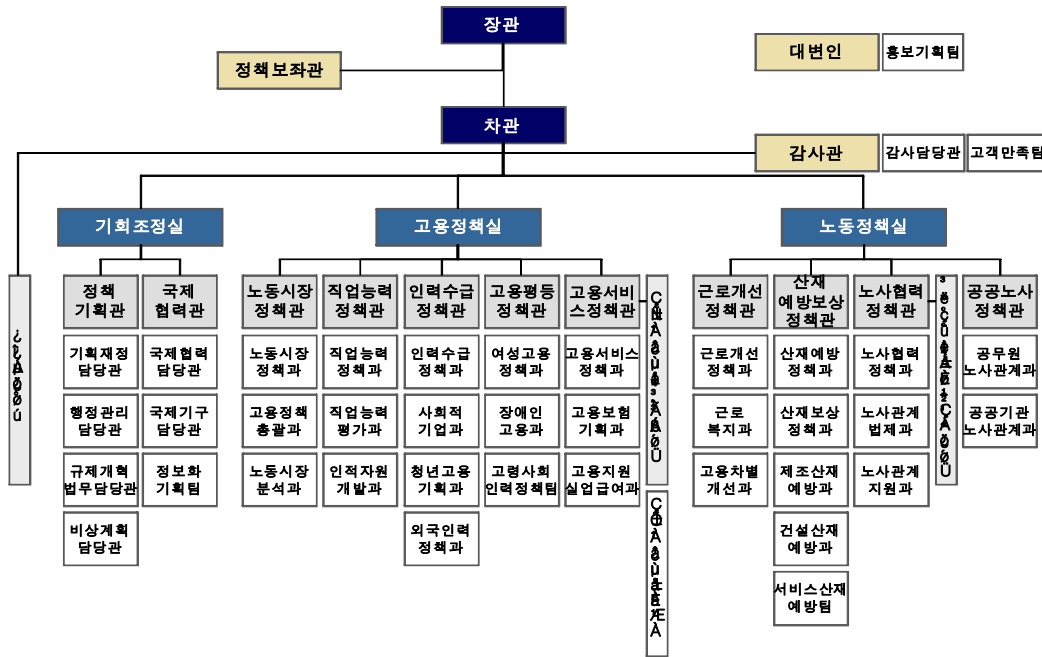 장관
정책보좌관
대변인
홍보기획팀
차관
감사관
감사담당관
고객만족팀
기회조정실
고용정책실
노동정책실
정책
기획관
국제
협력관
노동시장
정책관
직업능력
정책관
인력수급
정책관
고용평등
정책관
고용서비
스정책관
근로개선
정책관
산재
예방보상
정책관
노사협력
정책관
공공노사
정책관
기획재정
담당관
국제협력
담당관
노동시장
정책과
직업능력
정책과
인력수급
정책과
여성고용
정책과
고용서비스
정책과
근로개선
정책과
산재예방
정책과
노사협력
정책과
공무원
노사관계과
행정관리
담당관
국제기구
담당관
고용정책
총괄과
직업능력
평가과
사회적
기업과
장애인
고용과
고용보험
기획과
근로
복지과
산재보상
정책과
노사관계
법제과
공공기관
노사관계과
규제개혁
법무담당관
정보화
기획팀
노동시장
분석과
인적자원
개발과
청년고용
기획과
고령사회
인력정책팀
고용지원
실업급여과
고용차별
개선과
제조산재
예방과
노사관계
지원과
비상계획
담당관
외국인력
정책과
건설산재
예방과
서비스산재
예방팀